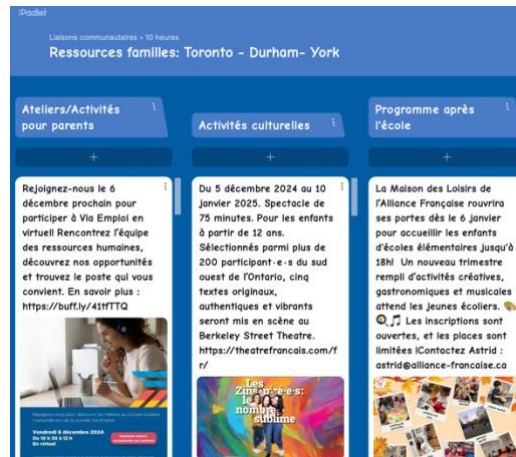 :Padlet
Liaisons communautaires • 10 heures
Ressources familles: Toronto - Durham- York
Ateliers/Activités
pour parents
+
Rejoignez-nous le 6
décembre prochain pour
participer à Via Emploi en
virtuel! Rencontrez l'équipe
des ressources humaines,
découvrez nos opportunités
et trouvez le poste qui vous
convient. En savoir plus :
https://buff.ly/41tfTTQ
Vendredi 6 décembre 2024
De 10 h 30 à 12 h
En virtuel
Activités culturelles
+
Du 5 décembre 2024 au 10
janvier 2025. Spectacle de
75 minutes. Pour les enfants
à partir de 12 ans.
Sélectionnés parmi plus de
200 participant·e·s du sud
ouest de l'Ontario, cinq
textes originaux,
authentiques et vibrants
seront mis en scène au
Berkeley Street Theatre.
https://theatrefrancais.com/f
r/
Les
Zinspiré·e·s:
le
nombre
sublime
Programme après
l'école
+
La Maison des Loisirs de
l'Alliance Française rouvrira
ses portes dès le 6 janvier
pour accueillir les enfants
d'écoles élémentaires jusqu'à
18h! Un nouveau trimestre
rempli d'activités créatives,
gastronomiques et musicales
attend les jeunes écoliers. 🎨
🍳🎵 Les inscriptions sont
ouvertes, et les places sont
limitées !Contactez Astrid :
astrid@alliance-francaise.ca